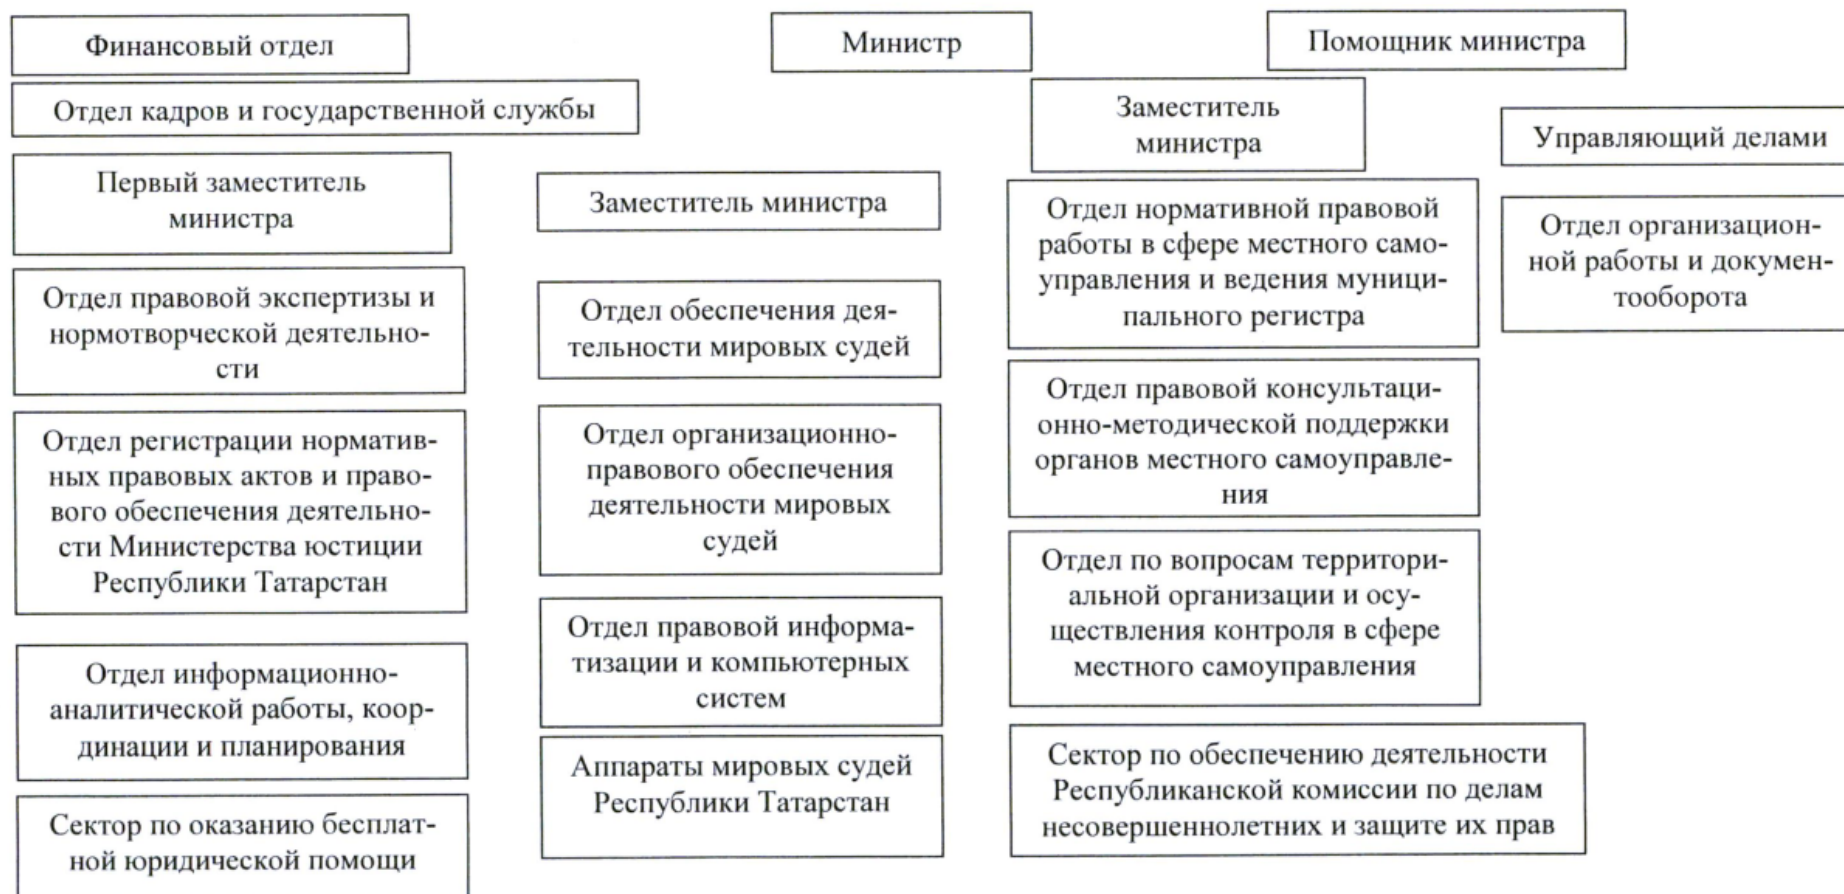 Финансовый отдел
Министр
Помощник министра
Отдел кадров и государственной службы
Заместитель
министра
Управляющий делами
Первый заместитель
министра
Заместитель министра
Отдел нормативной правовой
работы в сфере местного само-
управления и ведения муници-
пального регистра
Отдел организацион-
ной работы и докумен-
тооборота
Отдел правовой экспертизы и
нормотворческой деятельно-
сти
Отдел обеспечения дея-
тельности мировых судей
Отдел правовой консультаци-
онно-методической поддержки
органов местного самоуправле-
ния
Отдел регистрации норматив-
ных правовых актов и право-
вого обеспечения деятельно-
сти Министерства юстиции
Республики Татарстан
Отдел организационно-
правового обеспечения
деятельности мировых
судей
Отдел по вопросам территори-
альной организации и осу-
ществления контроля в сфере
местного самоуправления
Отдел информационно-
аналитической работы, коор-
динации и планирования
Отдел правовой информа-
тизации и компьютерных
систем
Сектор по обеспечению деятельности
Республиканской комиссии по делам
несовершеннолетних и защите их прав
Сектор по оказанию бесплат-
ной юридической помощи
Аппараты мировых судей
Республики Татарстан